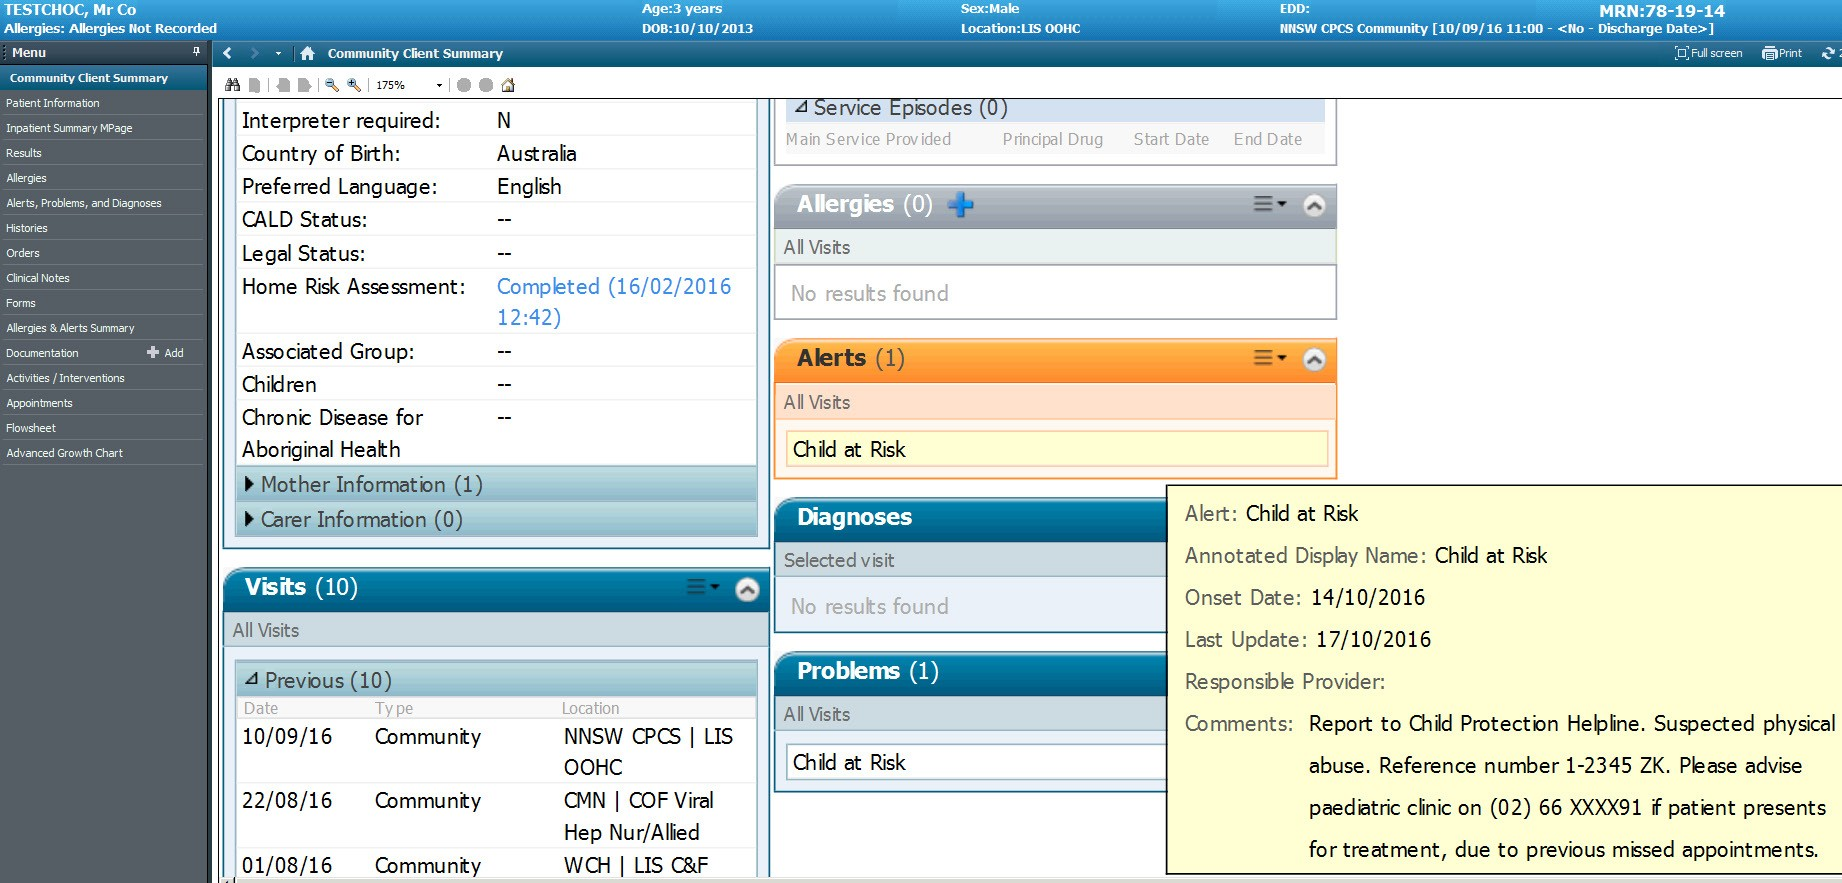 TESTCHOC, Mr Co
Age:3 years
Sex:Male
EDD:
MRN:78-19-14
Allergies: Allergies Not Recorded
DOB:10/10/2013
Location:LIS OOHC
NNSW CPCS Community [10/09/16 11:00 - <No - Discharge Date>]
Menu
Community Client Summary
Full screen
Print
2
Community Client Summary
Patient Information
Inpatient Summary MPage
Results
Allergies
Alerts, Problems, and Diagnoses
Histories
Orders
Clinical Notes
Forms
Allergies & Alerts Summary
Documentation
Add
Activities / Interventions
Appointments
Flowsheet
Advanced Growth Chart
175%
Interpreter required: N
Country of Birth: Australia
Preferred Language: English
CALD Status: --
Legal Status: --
Home Risk Assessment: Completed (16/02/2016
12:42)
Associated Group: --
Children --
Chronic Disease for --
Aboriginal Health
Mother Information (1)
Carer Information (0)
Visits (10)
All Visits
Previous (10)
Date Type Location
10/09/16 Community NNSW CPCS | LIS
OOHC
22/08/16 Community CMN | COF Viral
Hep Nur/Allied
01/08/16 Community WCH | LIS C&F
Service Episodes (0)
Main Service Provided Principal Drug Start Date End Date
Allergies (0)
All Visits
No results found
Alerts (1)
All Visits
Child at Risk
Diagnoses
Selected visit
No results found
Problems (1)
All Visits
Child at Risk
Alert: Child at Risk
Annotated Display Name: Child at Risk
Onset Date: 14/10/2016
Last Update: 17/10/2016
Responsible Provider:
Comments: Report to Child Protection Helpline. Suspected physical
abuse. Reference number 1-2345 ZK. Please advise
paediatric clinic on (02) 66 XXXX91 if patient presents
for treatment, due to previous missed appointments.